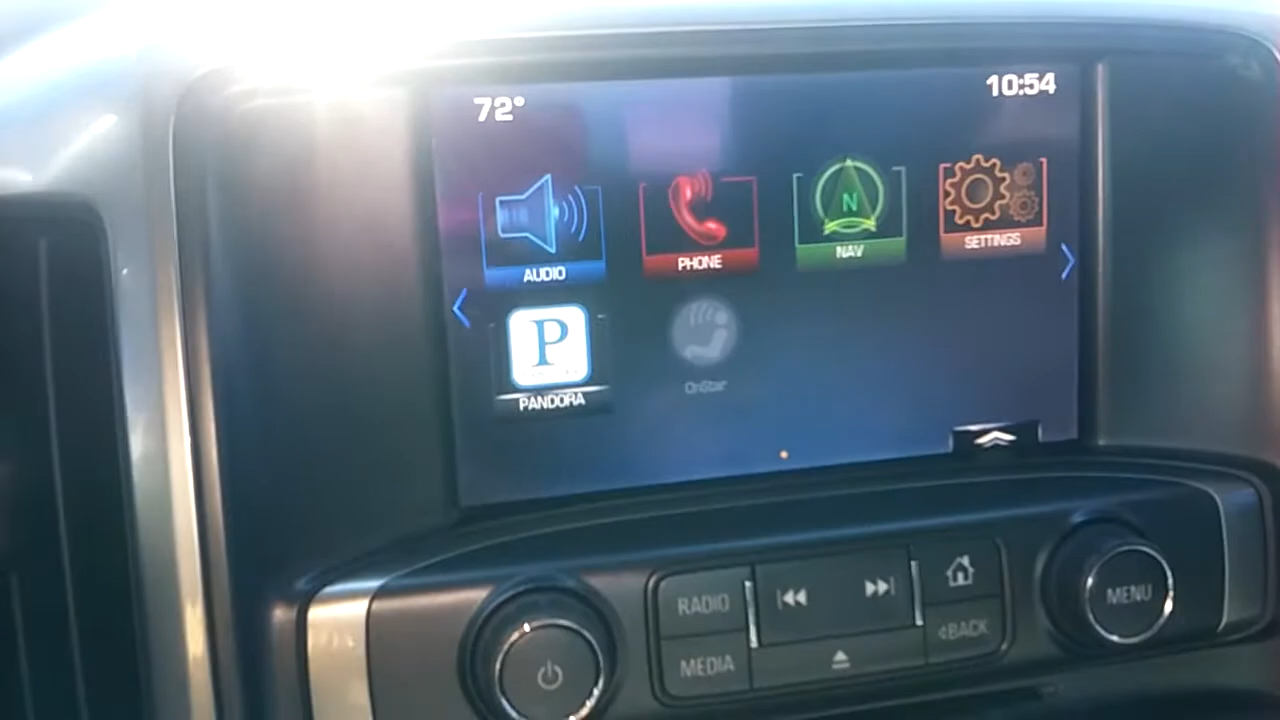 72°
10:54
AUDIO
PHONE
N
NAV
SETTINGS
P
PANDORA
OnStar
RADIO
MEDIA
BACK
MENU